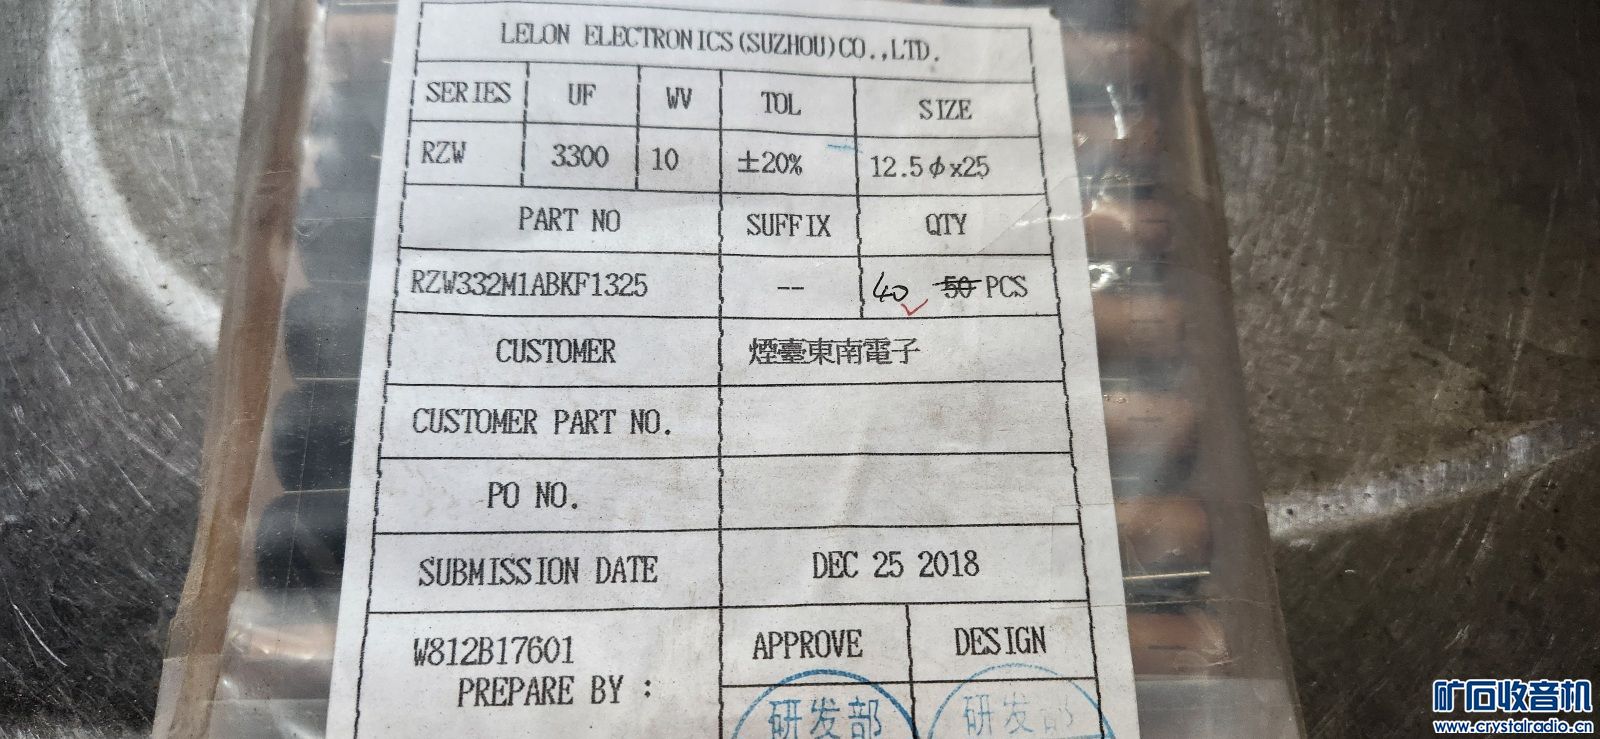 LELON ELECTRONICS(SUZHOU)CO.,LTD.
SERIES UF WV TOL SIZE
RZW 3300 10 ±20% 12.5φx25
PART NO SUFFIX QTY
RZW332M1ABKF1325 -- 40 50 PCS
CUSTOMER 煙臺東南電子
CUSTOMER PART NO.
PO NO.
SUBMISSION DATE DEC 25 2018
W812B17601 APPROVE DESIGN
PREPARE BY :
研发部 研发部
矿石收音机
www.crystalradio.cn